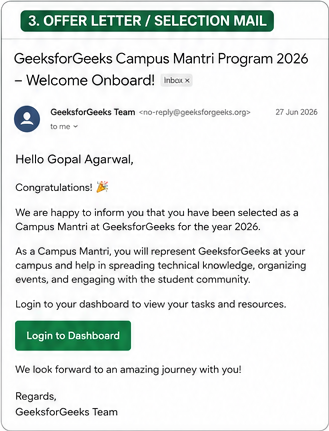 3. OFFER LETTER / SELECTION MAIL
GeeksforGeeks Campus Mantri Program 2026
– Welcome Onboard! Inbox ×
GeeksforGeeks Team <no-reply@geeksforgeeks.org> 27 Jun 2026
to me
Hello Gopal Agarwal,
Congratulations! 🎉
We are happy to inform you that you have been selected as a
Campus Mantri at GeeksforGeeks for the year 2026.
As a Campus Mantri, you will represent GeeksforGeeks at your
campus and help in spreading technical knowledge, organizing
events, and engaging with the student community.
Login to your dashboard to view your tasks and resources.
Login to Dashboard
We look forward to an amazing journey with you!
Regards,
GeeksforGeeks Team